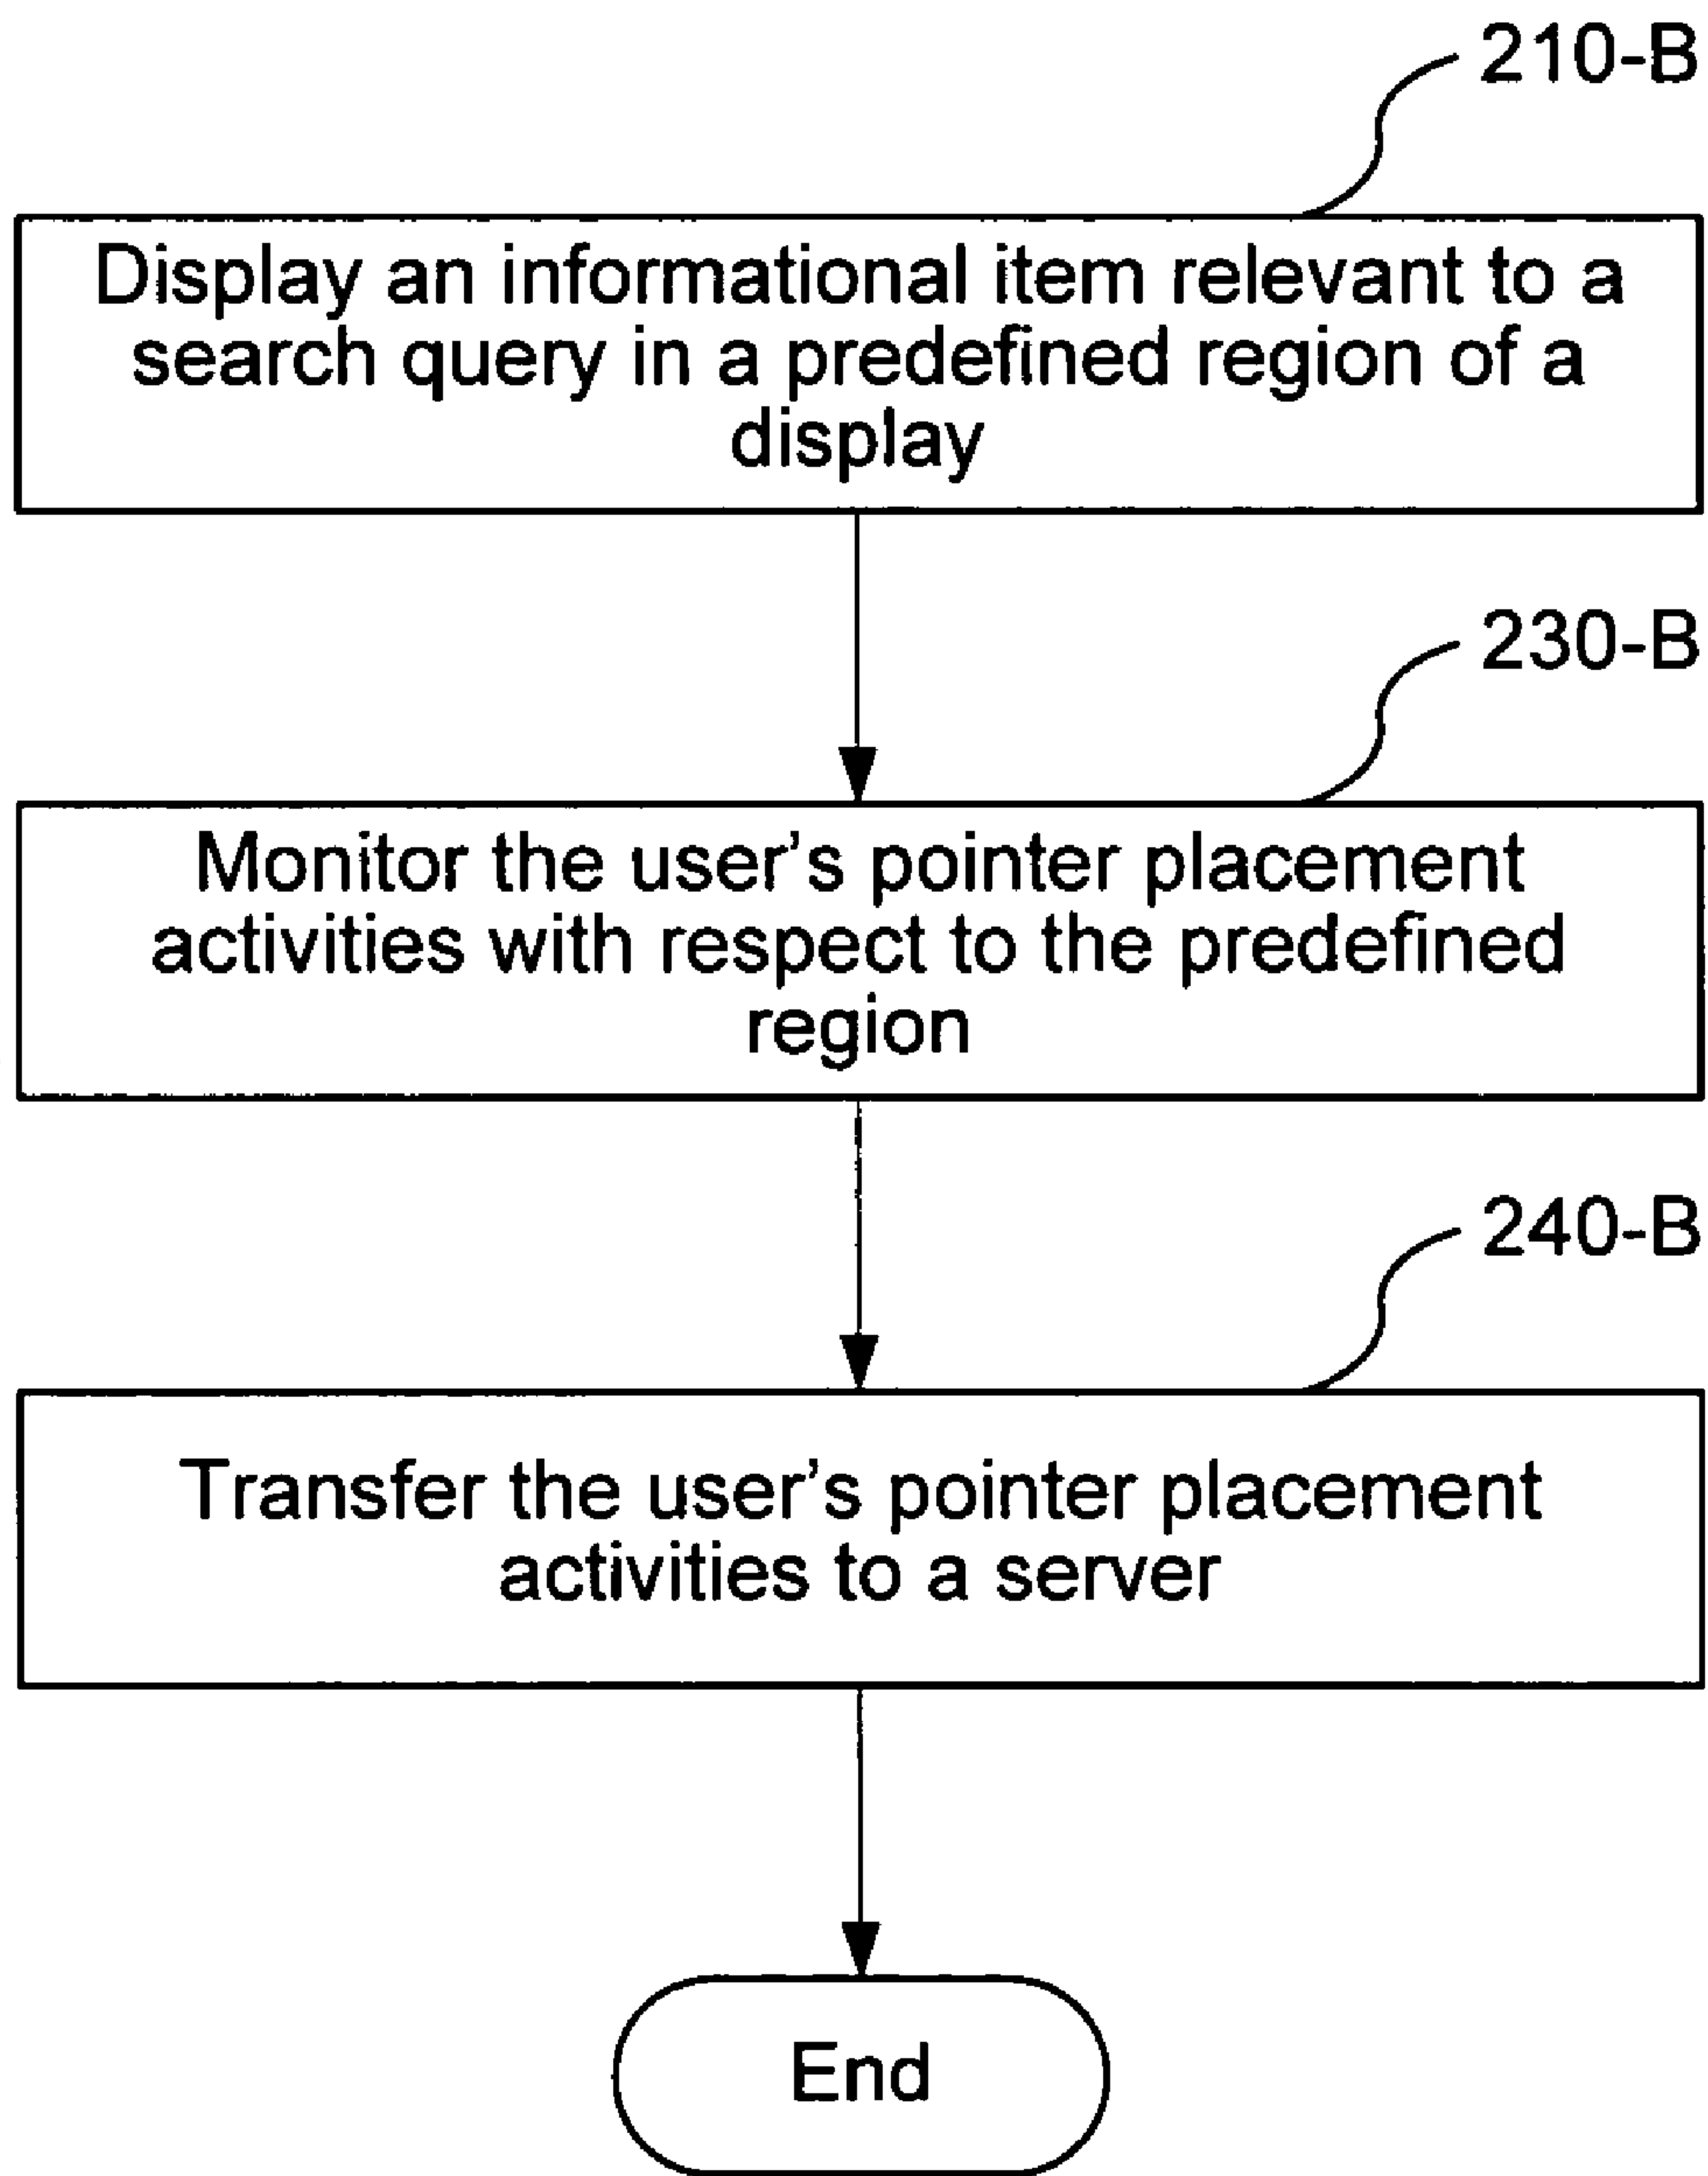 210-B
Display an informational item relevant to a
search query in a predefined region of a
display
230-B
Monitor the user’s pointer placement
activities with respect to the predefined
region
240-B
Transfer the user’s pointer placement
activities to a server
End